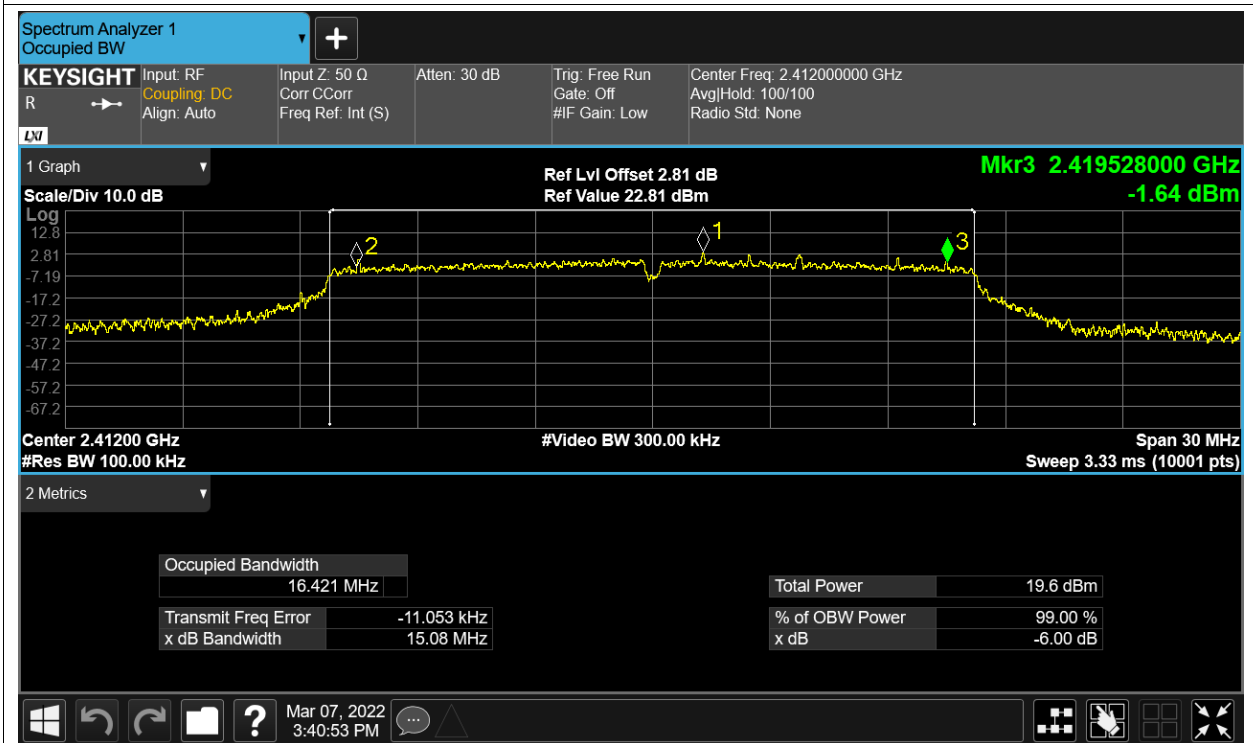 Spectrum Analyzer 1
Occupied BW
KEYSIGHT
R
LXI
Input: RF
Coupling: DC
Align: Auto
Input Z: 50 Ω
Corr CCorr
Freq Ref: Int (S)
Atten: 30 dB
Trig: Free Run
Gate: Off
#IF Gain: Low
Center Freq: 2.412000000 GHz
Avg|Hold: 100/100
Radio Std: None
1 Graph
Scale/Div 10.0 dB
Ref Lvl Offset 2.81 dB
Ref Value 22.81 dBm
Mkr3 2.419528000 GHz
-1.64 dBm
Log
12.8
2.81
-7.19
-17.2
-27.2
-37.2
-47.2
-57.2
-67.2
2
1
3
Center 2.41200 GHz
#Res BW 100.00 kHz
#Video BW 300.00 kHz
Span 30 MHz
Sweep 3.33 ms (10001 pts)
2 Metrics
Occupied Bandwidth
16.421 MHz
Transmit Freq Error -11.053 kHz
x dB Bandwidth 15.08 MHz
Total Power 19.6 dBm
% of OBW Power 99.00 %
x dB -6.00 dB
?
Mar 07, 2022
3:40:53 PM